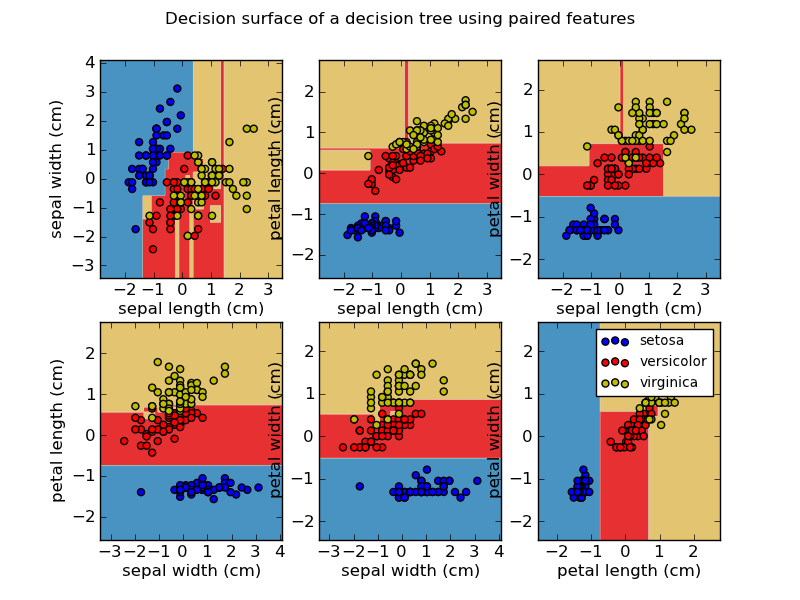 Decision surface of a decision tree using paired features
4
3
2
1
0
−1
−2
−3
sepal width (cm)
−2 −1 0 1 2 3
sepal length (cm)
2
1
0
−1
−2
petal length (cm)
−2 −1 0 1 2 3
sepal length (cm)
2
1
0
−1
−2
petal width (cm)
−2 −1 0 1 2 3
sepal length (cm)
2
1
0
−1
−2
petal length (cm)
−3 −2 −1 0 1 2 3 4
sepal width (cm)
2
1
0
−1
−2
petal width (cm)
−3 −2 −1 0 1 2 3 4
sepal width (cm)
2
1
0
−1
−2
petal width (cm)
−2 −1 0 1 2
petal length (cm)
setosa
versicolor
virginica